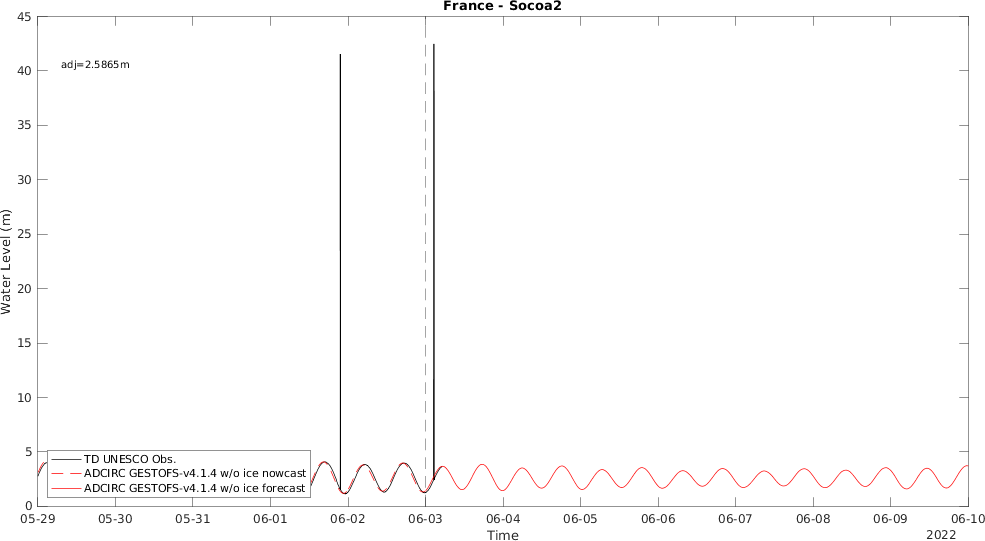 France - Socoa2
adj=2.5865m
Water Level (m)
45
40
35
30
25
20
15
10
5
0
TD UNESCO Obs.
ADCIRC GESTOFS-v4.1.4 w/o ice nowcast
ADCIRC GESTOFS-v4.1.4 w/o ice forecast
05-29 05-30 05-31 06-01 06-02 06-03 06-04 06-05 06-06 06-07 06-08 06-09 06-10
Time
2022